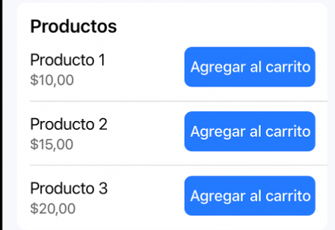 Productos
Producto 1
$10,00
Agregar al carrito
Producto 2
$15,00
Agregar al carrito
Producto 3
$20,00
Agregar al carrito